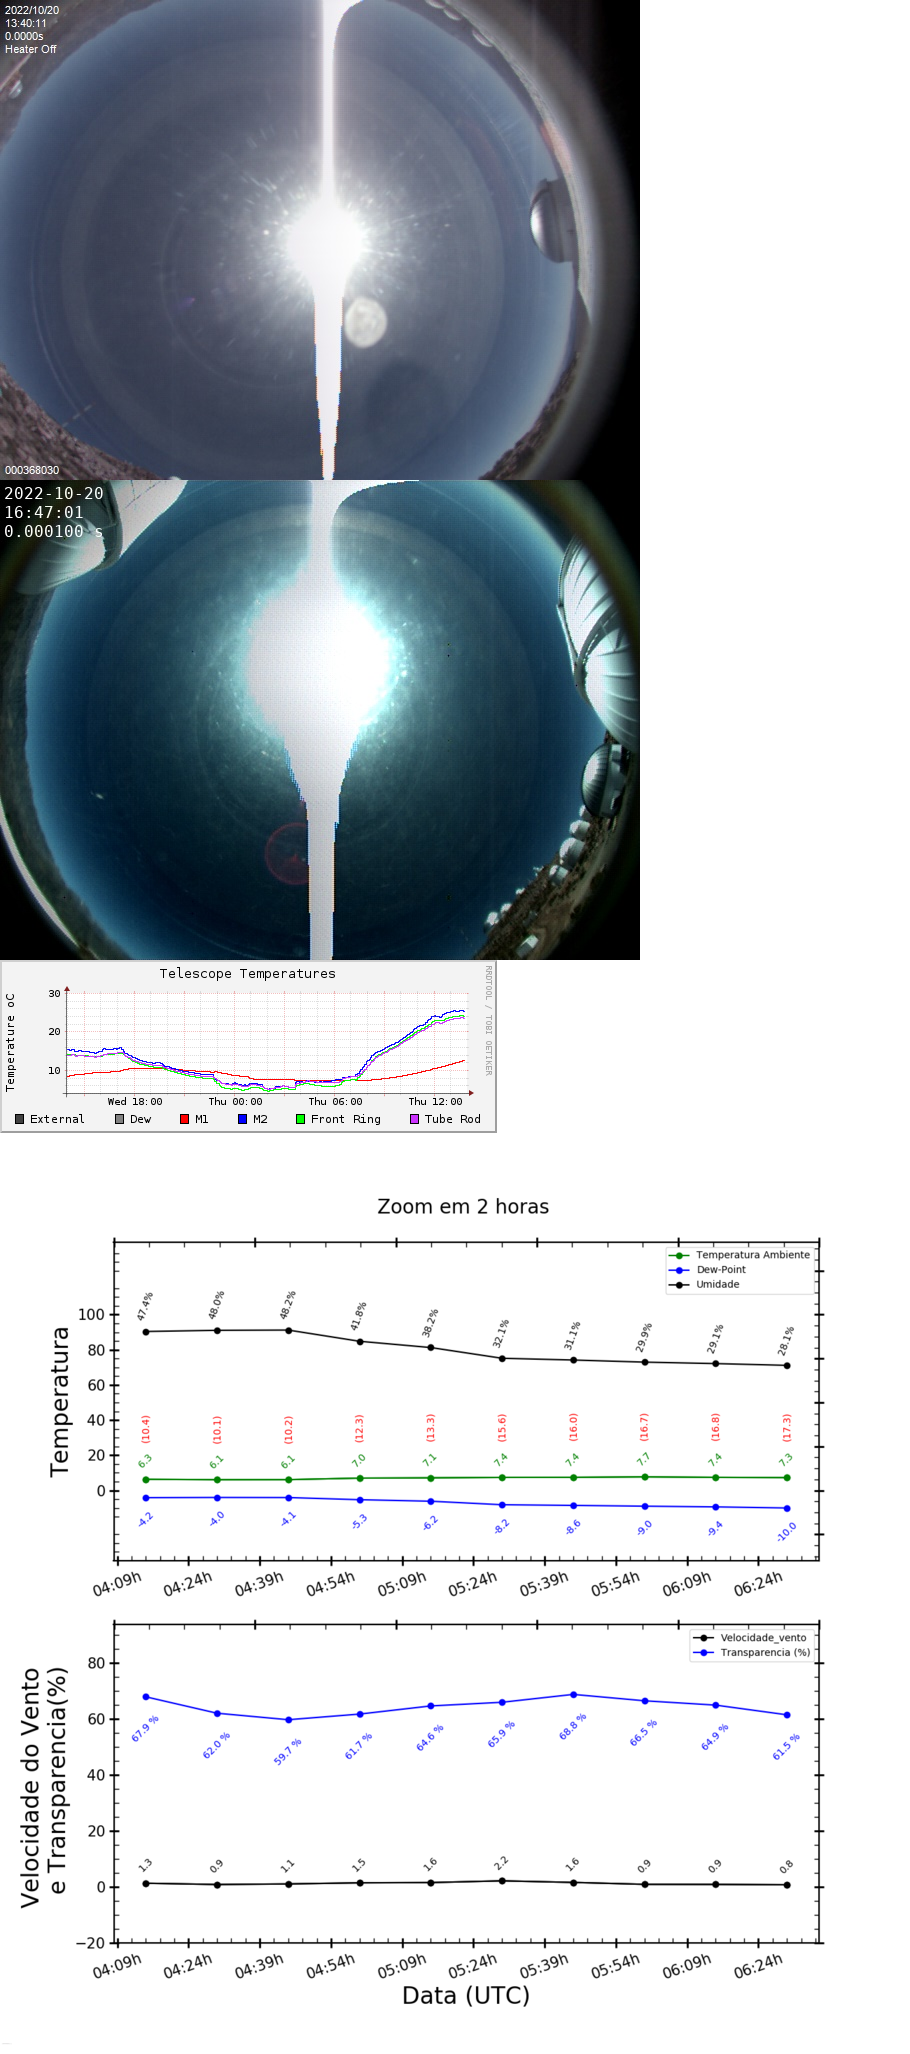 2022/10/20
13:40:11
0.0000s
Heater Off
000368030
2022-10-20
16:47:01
0.000100 s
Telescope Temperatures
RRDTOOL / TOBI OETIKER
Temperature oC
30
20
10
Wed 18:00 Thu 00:00 Thu 06:00 Thu 12:00
External Dew M1 M2 Front Ring Tube Rod
Zoom em 2 horas
Temperatura Ambiente
Dew-Point
Umidade
Temperatura
100
80
60
40
20
0
47.4% 48.0% 48.2% 41.8% 38.2% 32.1% 31.1% 29.9% 29.1% 28.1%
(10.4) (10.1) (10.2) (12.3) (13.3) (15.6) (16.0) (16.7) (16.8) (17.3)
6.3 6.1 6.1 7.0 7.1 7.4 7.4 7.7 7.4 7.3
-4.2 -4.0 -4.1 -5.3 -6.2 -8.2 -8.6 -9.0 -9.4 -10.0
04:09h 04:24h 04:39h 04:54h 05:09h 05:24h 05:39h 05:54h 06:09h 06:24h
Velocidade_vento
Transparencia (%)
Velocidade do Vento
e Transparencia(%)
80
60
40
20
0
−20
67.9 % 62.0 % 59.7 % 61.7 % 64.6 % 65.9 % 68.8 % 66.5 % 64.9 % 61.5 %
1.3 0.9 1.1 1.5 1.6 2.2 1.6 0.9 0.9 0.8
04:09h 04:24h 04:39h 04:54h 05:09h 05:24h 05:39h 05:54h 06:09h 06:24h
Data (UTC)